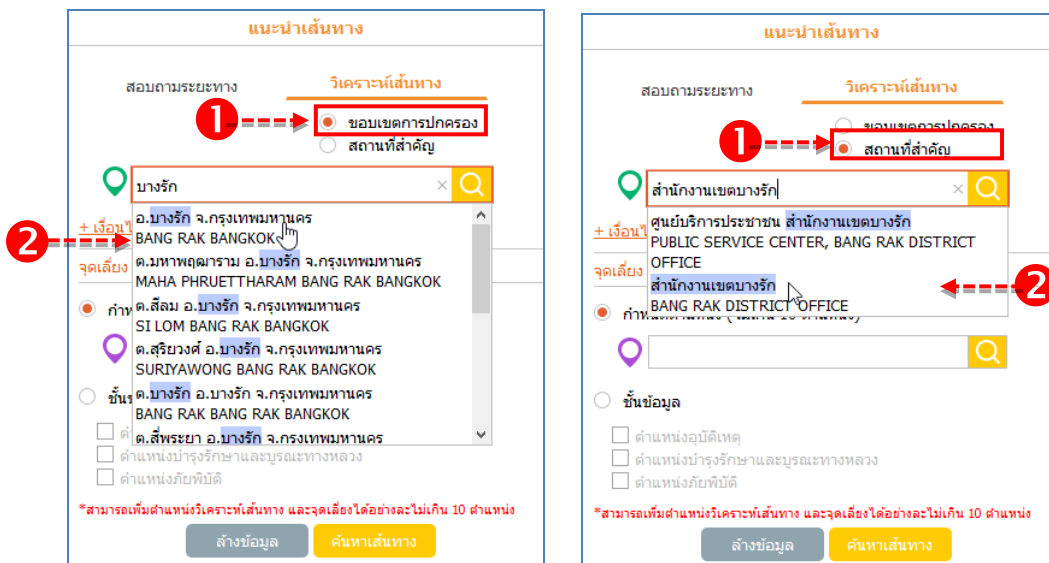 แนะนำเส้นทาง
สอบถามระยะทาง
วิเคราะห์เส้นทาง
1
ขอบเขตการปกครอง
สถานที่สำคัญ
บางรัก
อ.บางรัก จ.กรุงเทพมหานคร
BANG RAK BANGKOK
2
ต.มหาพฤฒาราม อ.บางรัก จ.กรุงเทพมหานคร
MAHA PHRUETTHARAM BANG RAK BANGKOK
ต.สีลม อ.บางรัก จ.กรุงเทพมหานคร
SI LOM BANG RAK BANGKOK
ต.สุริยวงศ์ อ.บางรัก จ.กรุงเทพมหานคร
SURIYAWONG BANG RAK BANGKOK
ต.บางรัก อ.บางรัก จ.กรุงเทพมหานคร
BANG RAK BANG RAK BANGKOK
ต.สี่พระยา อ.บางรัก จ.กรุงเทพมหานคร
จุดเลี่ยง
ตำแหน่งบำรุงรักษาและบูรณะทางหลวง
ตำแหน่งภัยพิบัติ
*สามารถเพิ่มตำแหน่งวิเคราะห์เส้นทาง และจุดเลี่ยงได้อย่างละไม่เกิน 10 ตำแหน่ง
ล้างข้อมูล
ค้นหาเส้นทาง
แนะนำเส้นทาง
สอบถามระยะทาง
วิเคราะห์เส้นทาง
1
ขอบเขตการปกครอง
สถานที่สำคัญ
สำนักงานเขตบางรัก
ศูนย์บริการประชาชน สำนักงานเขตบางรัก
PUBLIC SERVICE CENTER, BANG RAK DISTRICT
OFFICE
สำนักงานเขตบางรัก
BANG RAK DISTRICT OFFICE
2
จุดเลี่ยง
ชั้นข้อมูล
ตำแหน่งอุบัติเหตุ
ตำแหน่งบำรุงรักษาและบูรณะทางหลวง
ตำแหน่งภัยพิบัติ
*สามารถเพิ่มตำแหน่งวิเคราะห์เส้นทาง และจุดเลี่ยงได้อย่างละไม่เกิน 10 ตำแหน่ง
ล้างข้อมูล
ค้นหาเส้นทาง